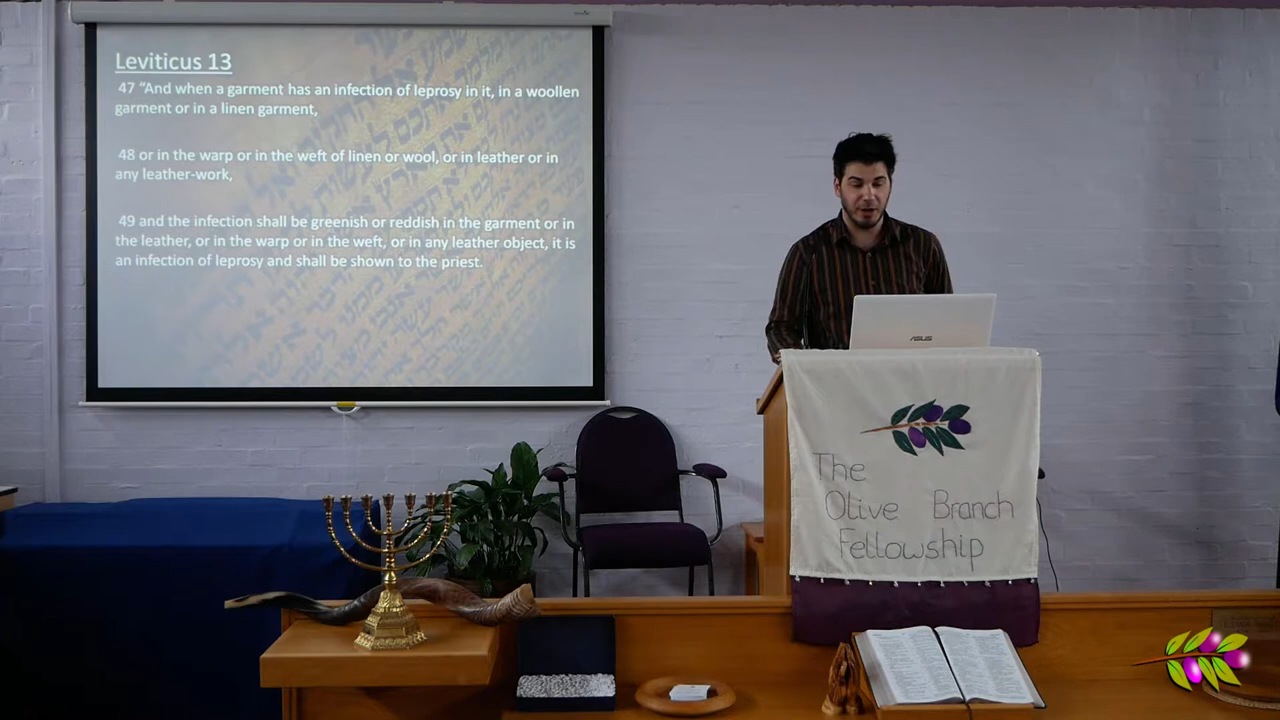 Leviticus 13
47 “And when a garment has an infection of leprosy in it, in a woollen
garment or in a linen garment,
48 or in the warp or in the weft of linen or wool, or in leather or in
any leather-work,
49 and the infection shall be greenish or reddish in the garment or in
the leather, or in the warp or in the weft, or in any leather object, it is
an infection of leprosy and shall be shown to the priest.
ASUS
The
Olive Branch
Fellowship